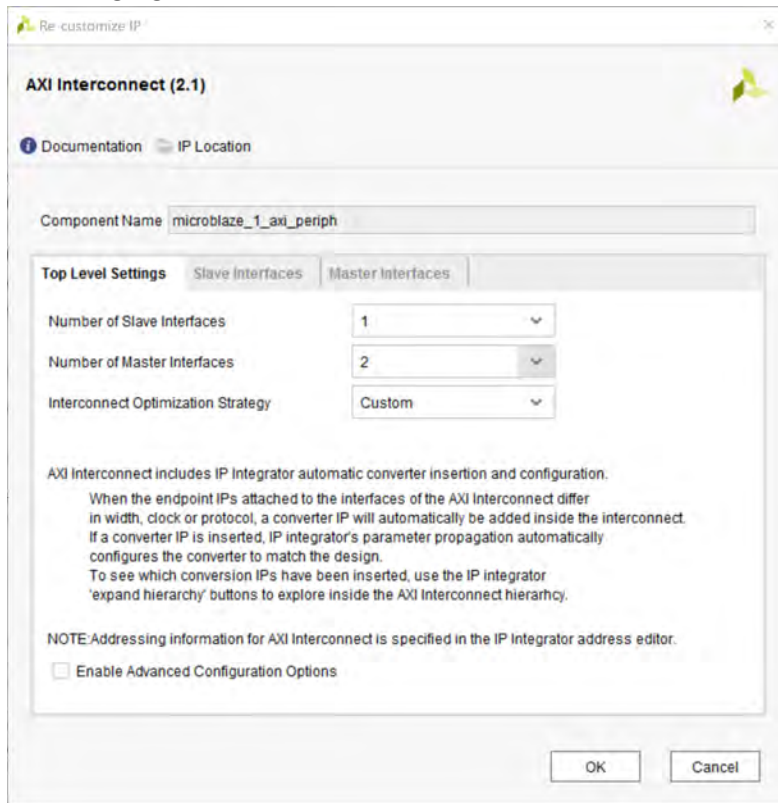 Re-customize IP
AXI Interconnect (2.1)
Documentation IP Location
Component Name microblaze_1_axi_periph
Top Level Settings Slave Interfaces Master Interfaces
Number of Slave Interfaces 1
Number of Master Interfaces 2
Interconnect Optimization Strategy Custom
AXI Interconnect includes IP Integrator automatic converter insertion and configuration.
When the endpoint IPs attached to the interfaces of the AXI Interconnect differ
in width, clock or protocol, a converter IP will automatically be added inside the interconnect.
If a converter IP is inserted, IP integrator's parameter propagation automatically
configures the converter to match the design.
To see which conversion IPs have been inserted, use the IP integrator
'expand hierarchy' buttons to explore inside the AXI Interconnect hierarhcy.
NOTE:Addressing information for AXI Interconnect is specified in the IP Integrator address editor.
Enable Advanced Configuration Options
OK Cancel